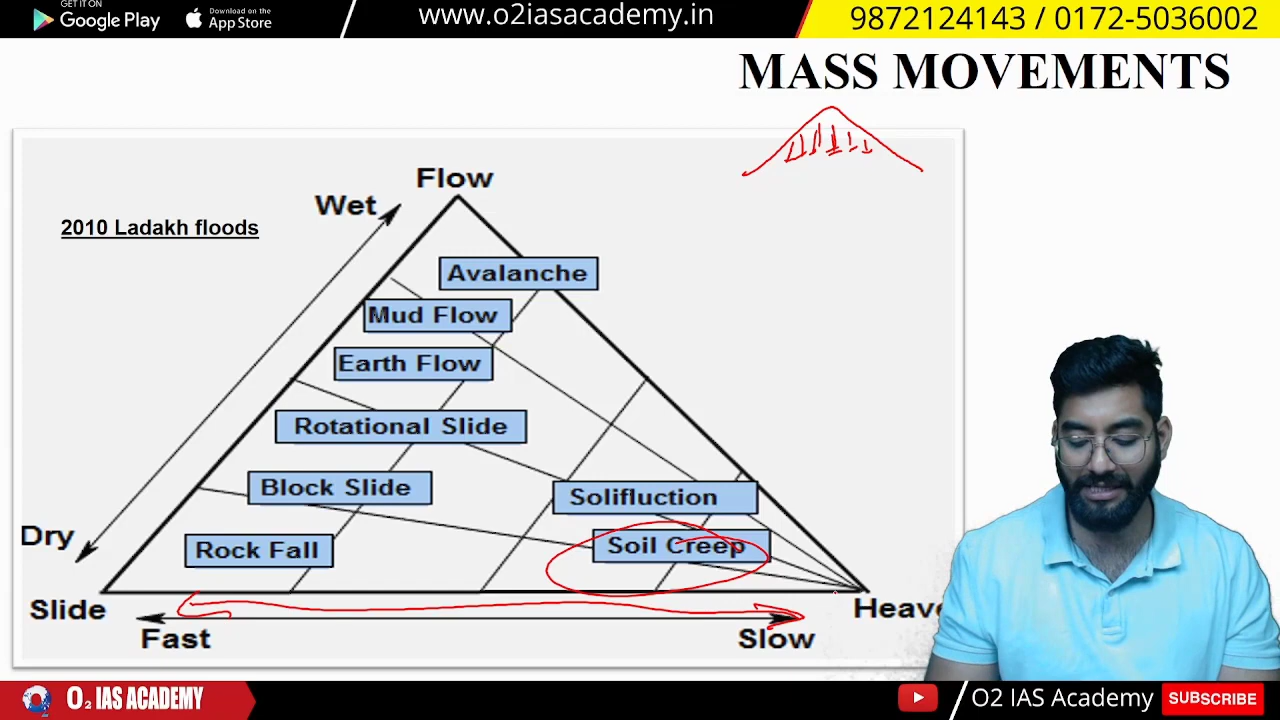 GET IT ON
Google Play
Download on the
App Store
www.o2iasacademy.in
9872124143 / 0172-5036002
MASS MOVEMENTS
Flow
Wet
2010 Ladakh floods
Avalanche
Mud Flow
Earth Flow
Rotational Slide
Block Slide
Solifluction
Dry
Rock Fall
Soil Creep
Slide
Heave
Fast
Slow
O2 IAS ACADEMY
O2 IAS Academy
SUBSCRIBE